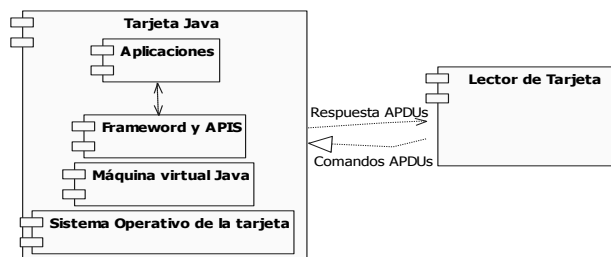 Tarjeta Java
Aplicaciones
Frameword y APIS
Máquina virtual Java
Sistema Operativo de la tarjeta
Respuesta APDUs
Comandos APDUs
Lector de Tarjeta